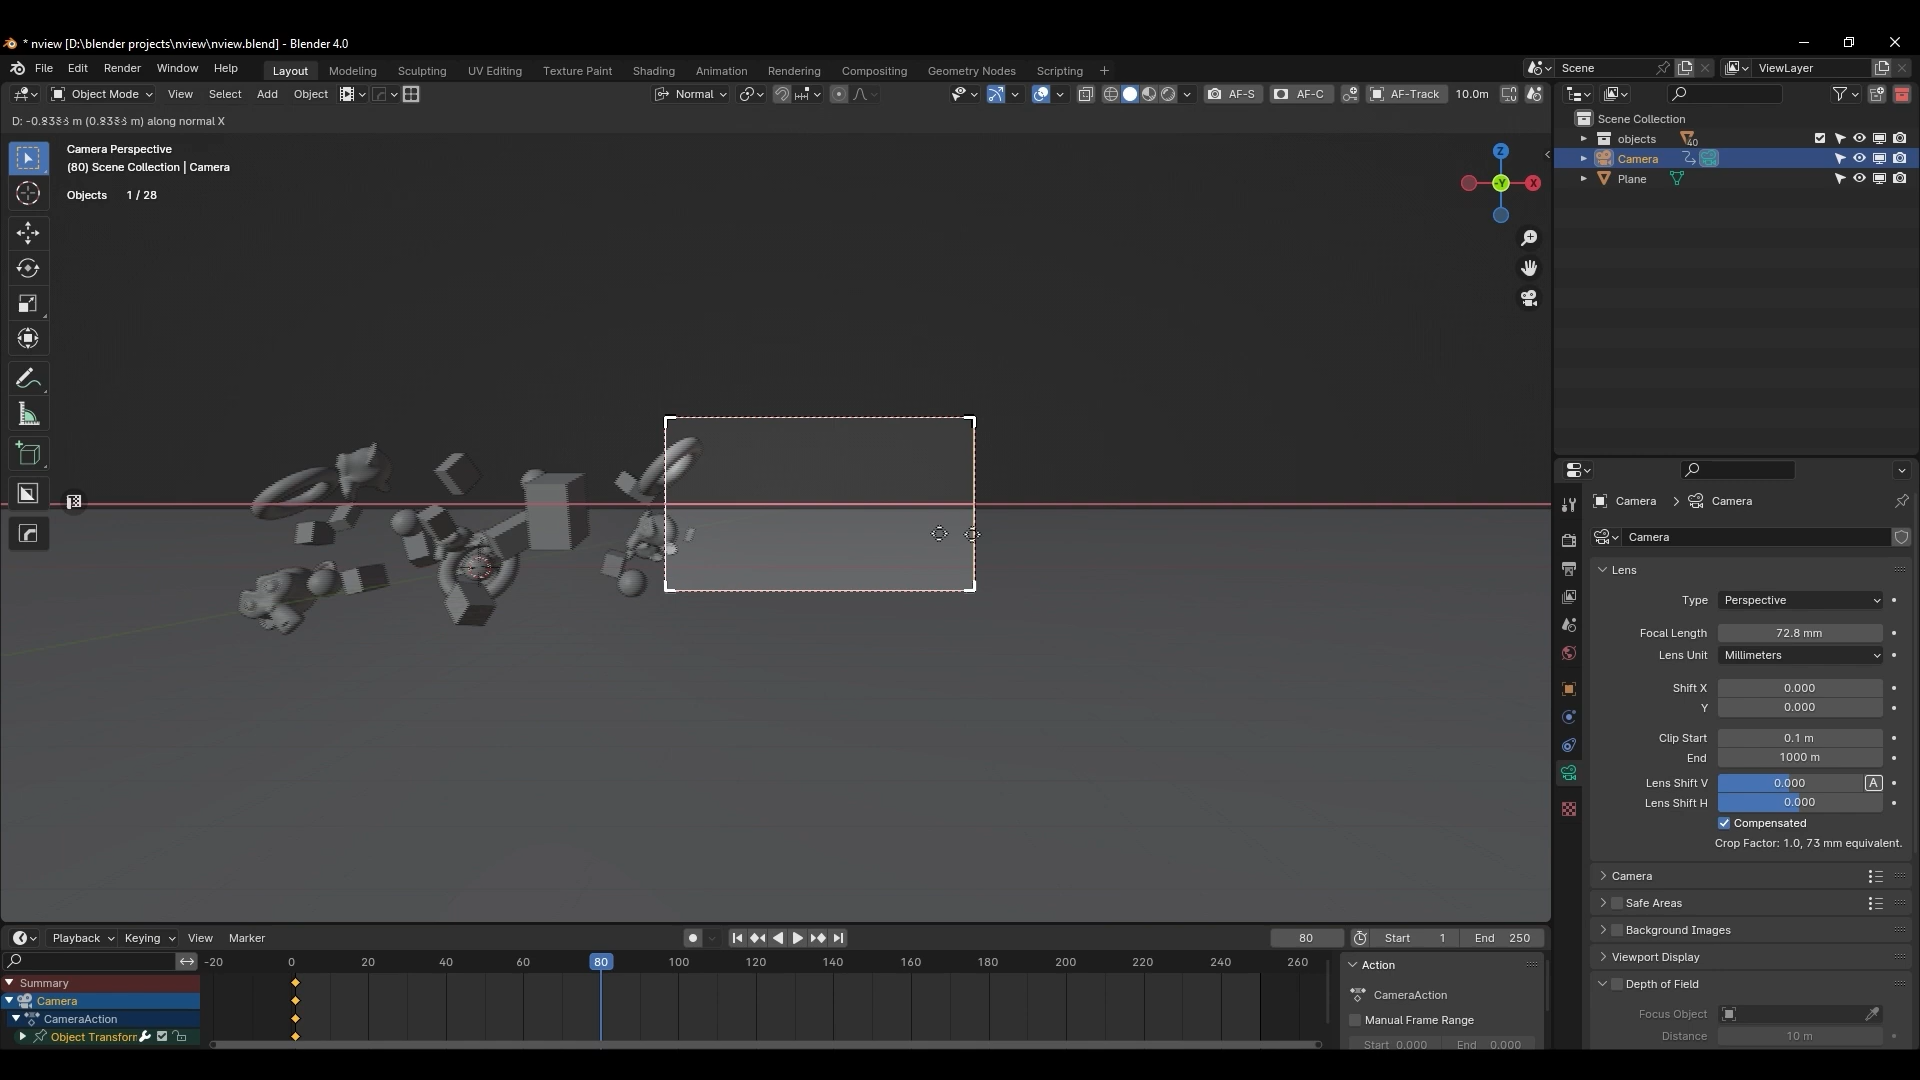 * nview [D:\blender projects\nview\nview.blend] - Blender 4.0
File Edit Render Window Help
Layout Modeling Sculpting UV Editing Texture Paint Shading Animation Rendering Compositing Geometry Nodes Scripting +
Scene ViewLayer
Object Mode View Select Add Object Normal AF-S AF-C AF-Track 10.0m
along normal X
Camera Perspective
(80) Scene Collection | Camera
Objects 1 / 28
Z
-Y
X
Scene Collection
objects 40
Camera
Plane
Camera > Camera
Camera
Lens
Type Perspective
Focal Length 72.8 mm
Lens Unit Millimeters
Shift X 0.000
Y 0.000
Clip Start 0.1 m
End 1000 m
Lens Shift V 0.000 A
Lens Shift H 0.000
Compensated
Crop Factor: 1.0, 73 mm equivalent.
Camera
Safe Areas
Background Images
Viewport Display
Depth of Field
Focus Object
Distance 10 m
Playback Keying View Marker 80 Start 1 End 250
-20 0 20 40 60 80 100 120 140 160 180 200 220 240 260
Summary
Camera
CameraAction
Object Transforn
Action
CameraAction
Manual Frame Range
Start 0.000 End 0.000